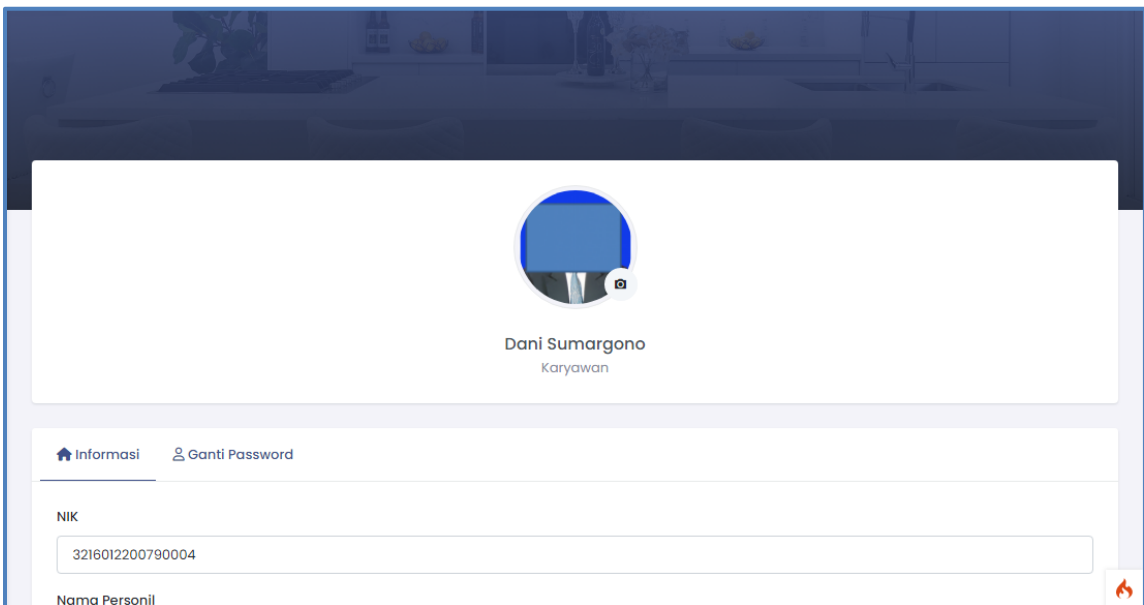 Dani Sumargono
Karyawan
Informasi Ganti Password
NIK
3216012200790004
Nama Personil